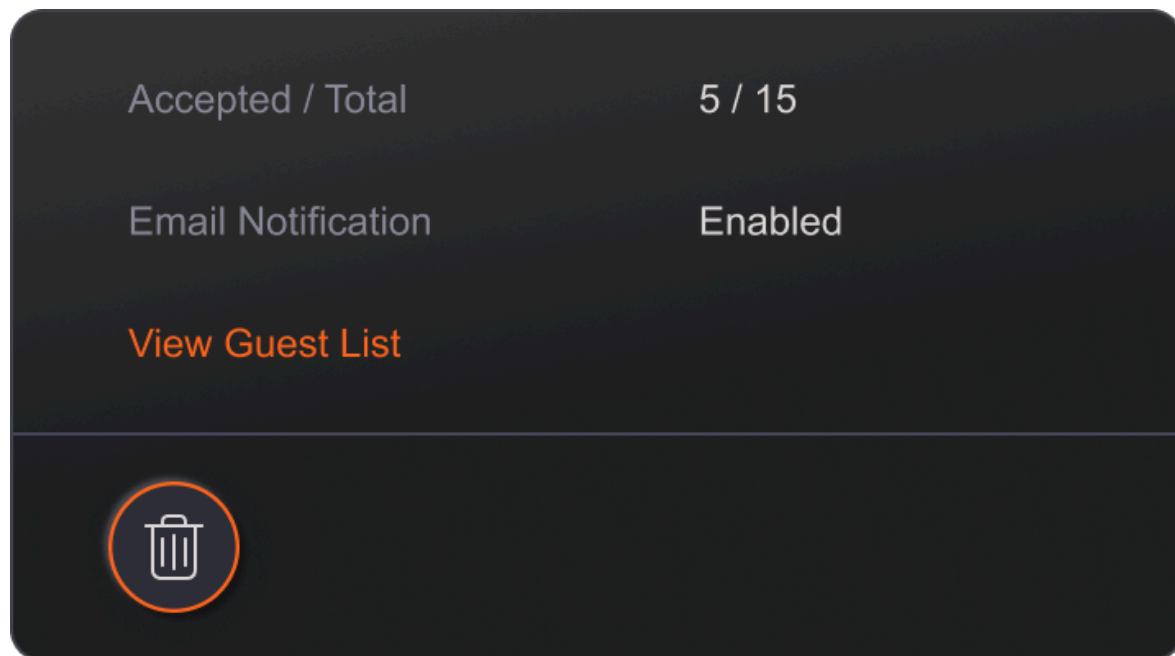 Accepted / Total 5 / 15
Email Notification Enabled
View Guest List